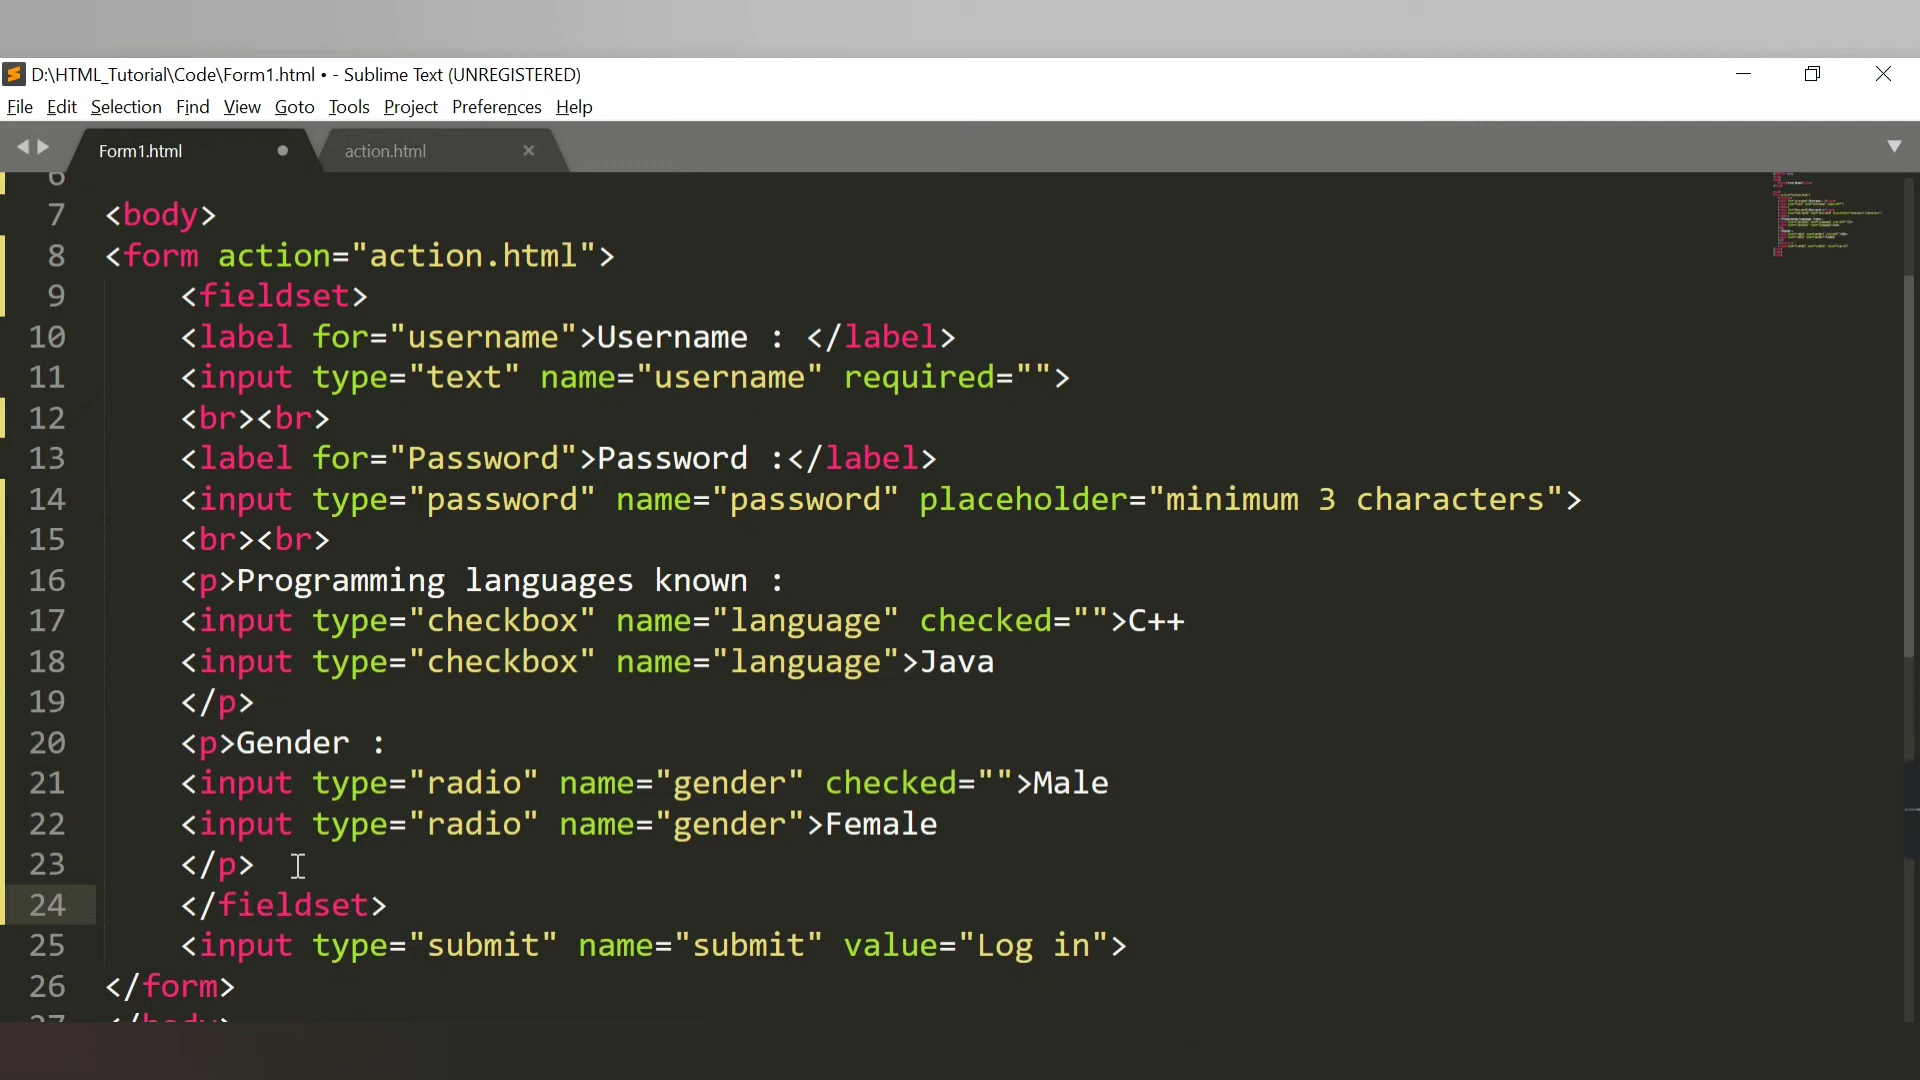 D:\HTML_Tutorial\Code\Form1.html • - Sublime Text (UNREGISTERED)
File Edit Selection Find View Goto Tools Project Preferences Help
Form1.html action.html
6
7 <body>
8 <form action="action.html">
9 <fieldset>
10 <label for="username">Username : </label>
11 <input type="text" name="username" required="">
12 <br><br>
13 <label for="Password">Password :</label>
14 <input type="password" name="password" placeholder="minimum 3 characters">
15 <br><br>
16 <p>Programming languages known :
17 <input type="checkbox" name="language" checked="">C++
18 <input type="checkbox" name="language">Java
19 </p>
20 <p>Gender :
21 <input type="radio" name="gender" checked="">Male
22 <input type="radio" name="gender">Female
23 </p>
24 </fieldset>
25 <input type="submit" name="submit" value="Log in">
26 </form>
27 </body>